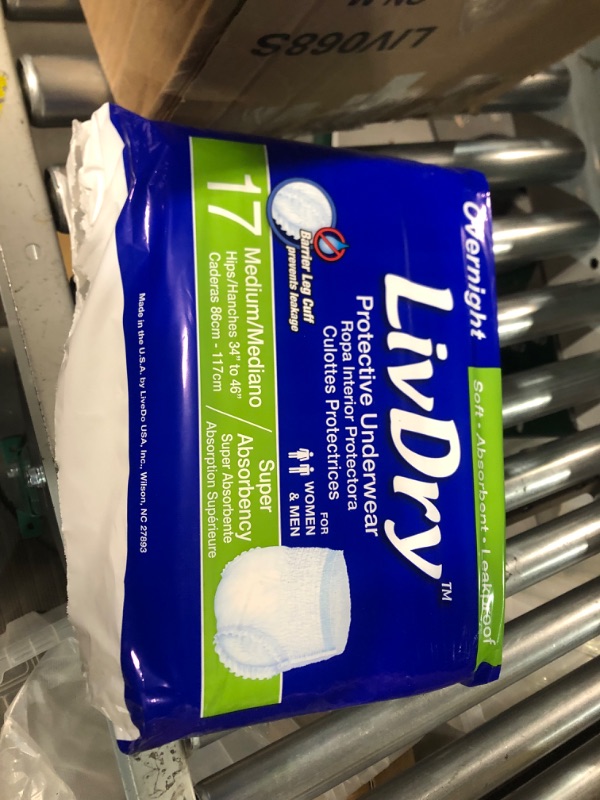 LIV068S
Overnight
Soft • Absorbent • Leakproof
LivDry™
Protective Underwear
Ropa Interior Protectora
Culottes Protectrices
FOR
WOMEN
& MEN
Barrier Leg Cuff
prevents leakage
17
Medium/Mediano
Hips/Hanches 34" to 46"
Caderas 86cm - 117cm
Super
Absorbency
Super Absorbente
Absorption Supérieure
Made in the U.S.A. by LiveDo USA, Inc., Wilson, NC 27893